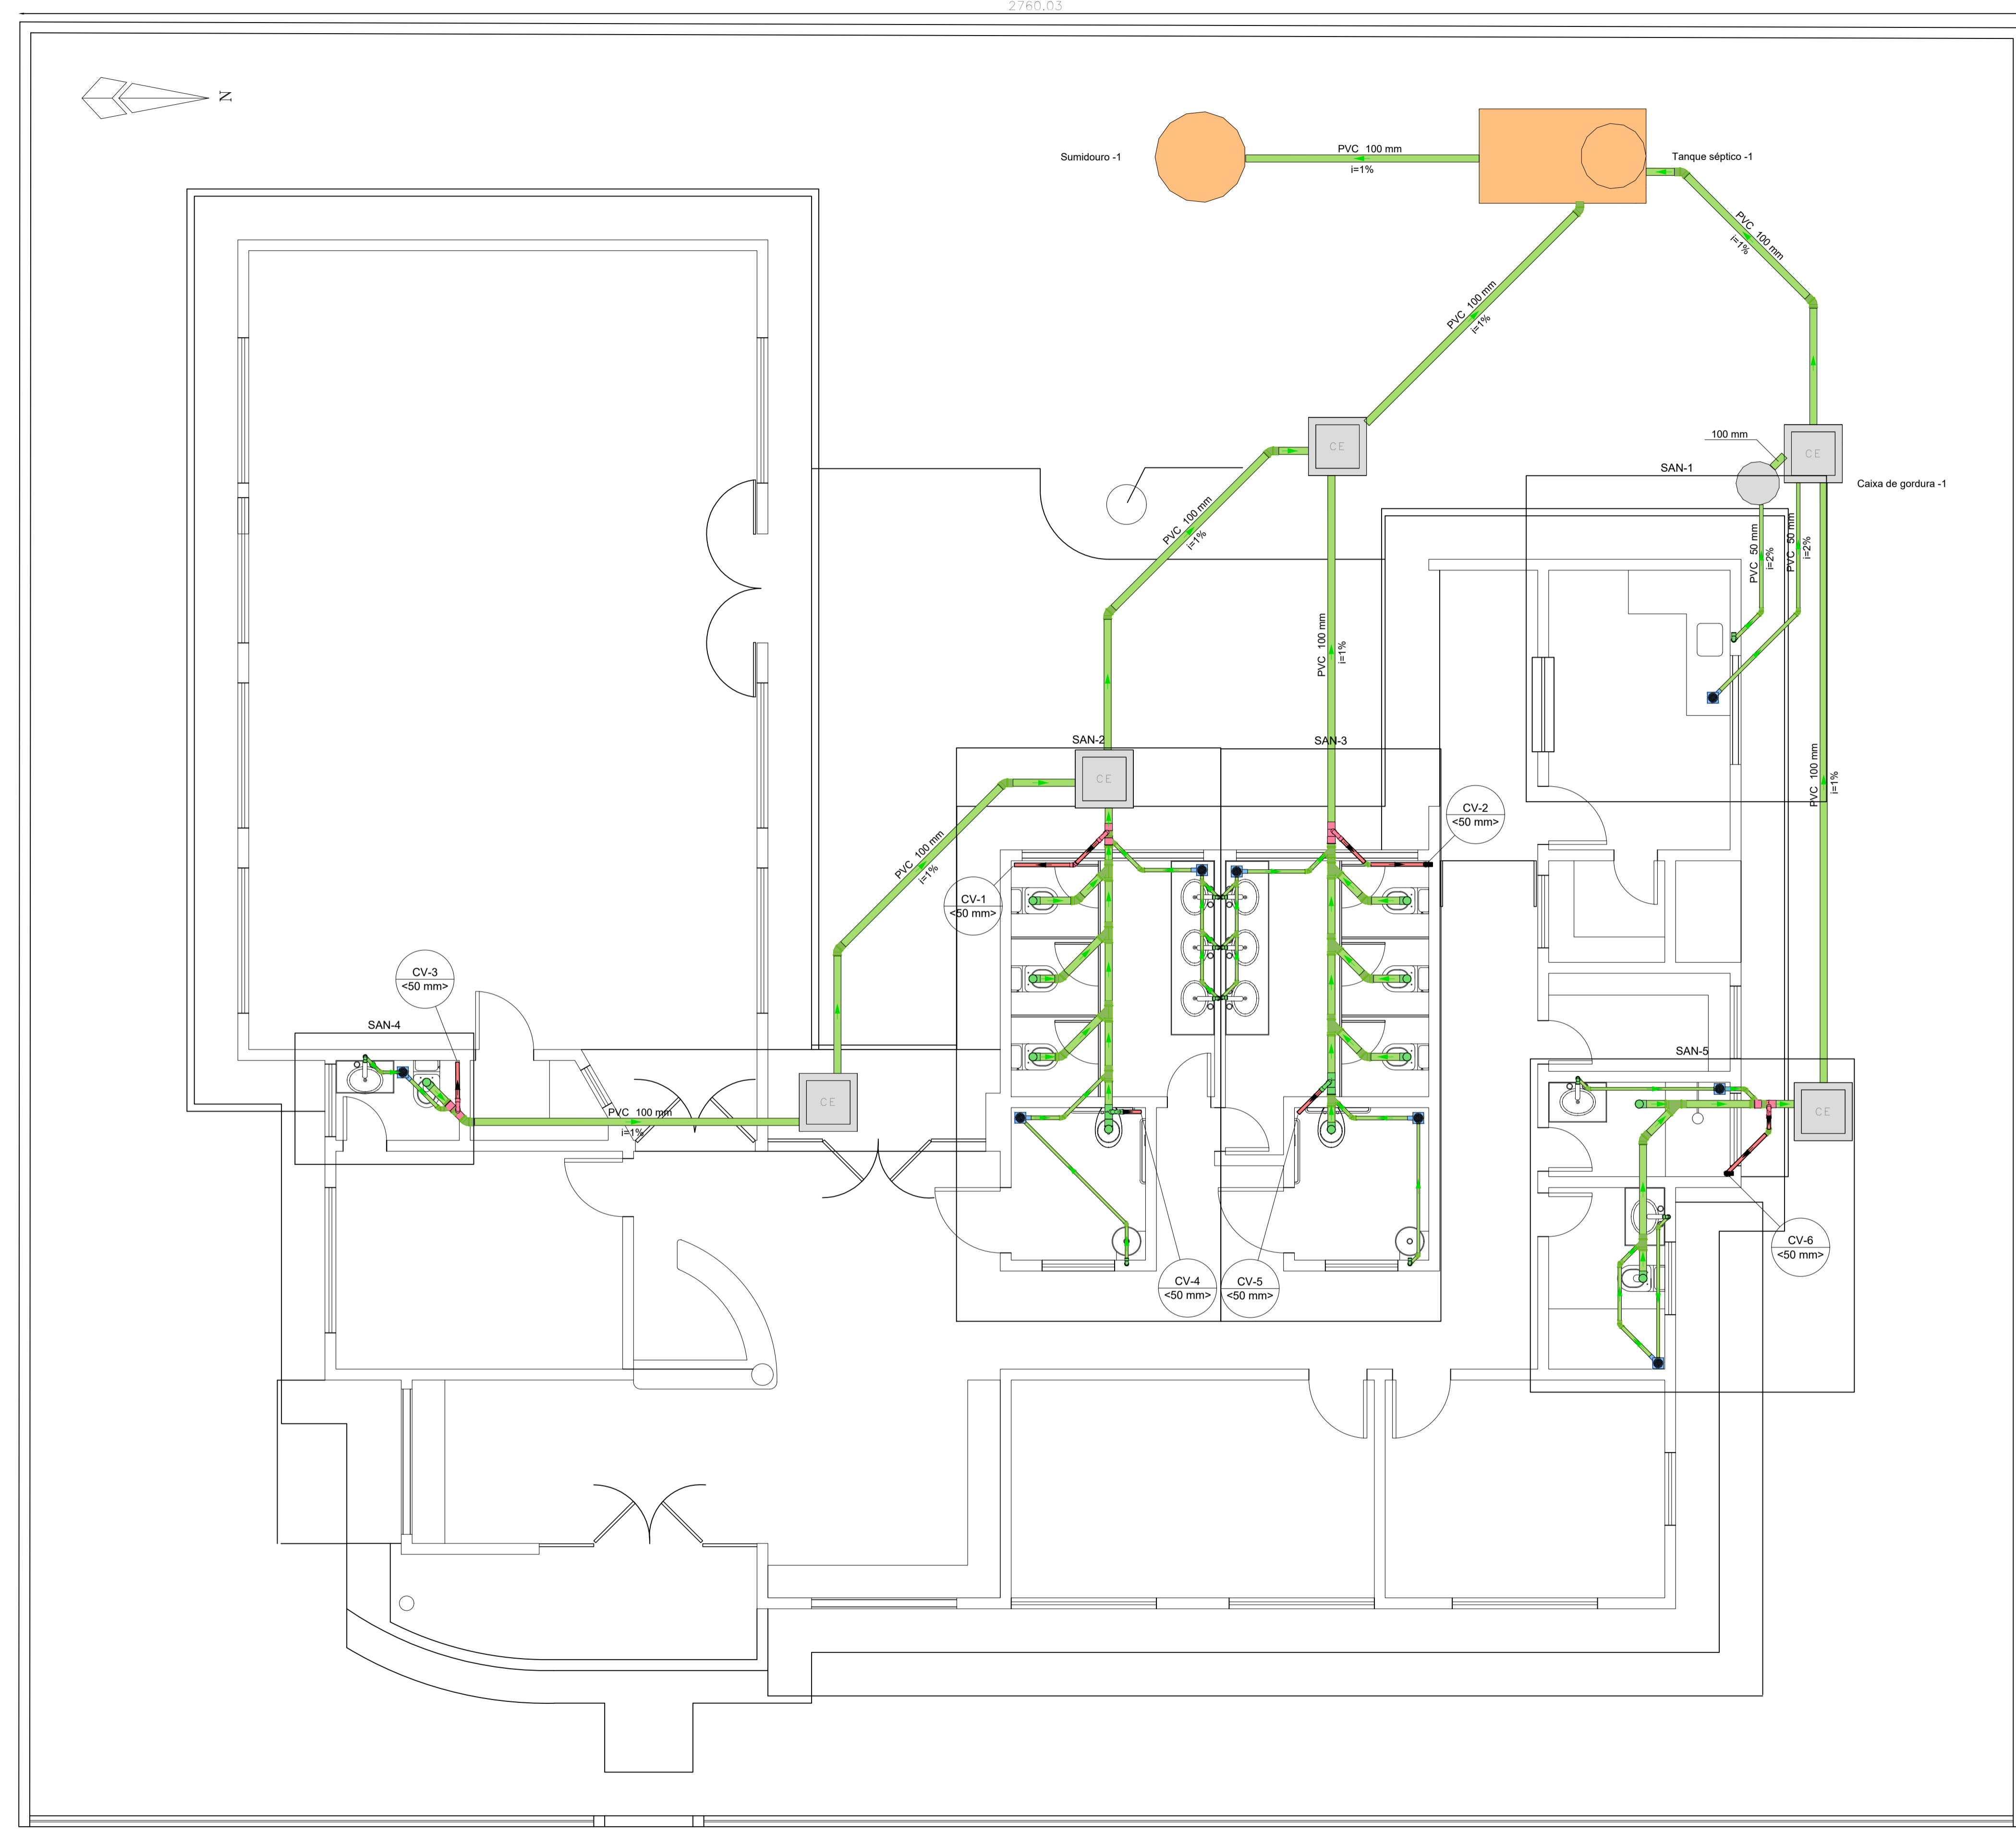 2760.03
N
Sumidouro -1
PVC 100 mm
i=1%
Tanque séptico -1
PVC 100 mm
i=1%
PVC 100 mm
i=1%
100 mm
CE
CE
SAN-1
Caixa de gordura -1
PVC 100 mm
i=1%
PVC 50 mm
i=2%
PVC 50 mm
i=2%
PVC 100 mm
i=1%
SAN-2
SAN-3
CE
PVC 100 mm
i=1%
CV-2
<50 mm>
PVC 100 mm
i=1%
CV-1
<50 mm>
CV-3
<50 mm>
SAN-4
SAN-5
PVC 100 mm
i=1%
CE
CE
CV-4
<50 mm>
CV-5
<50 mm>
CV-6
<50 mm>